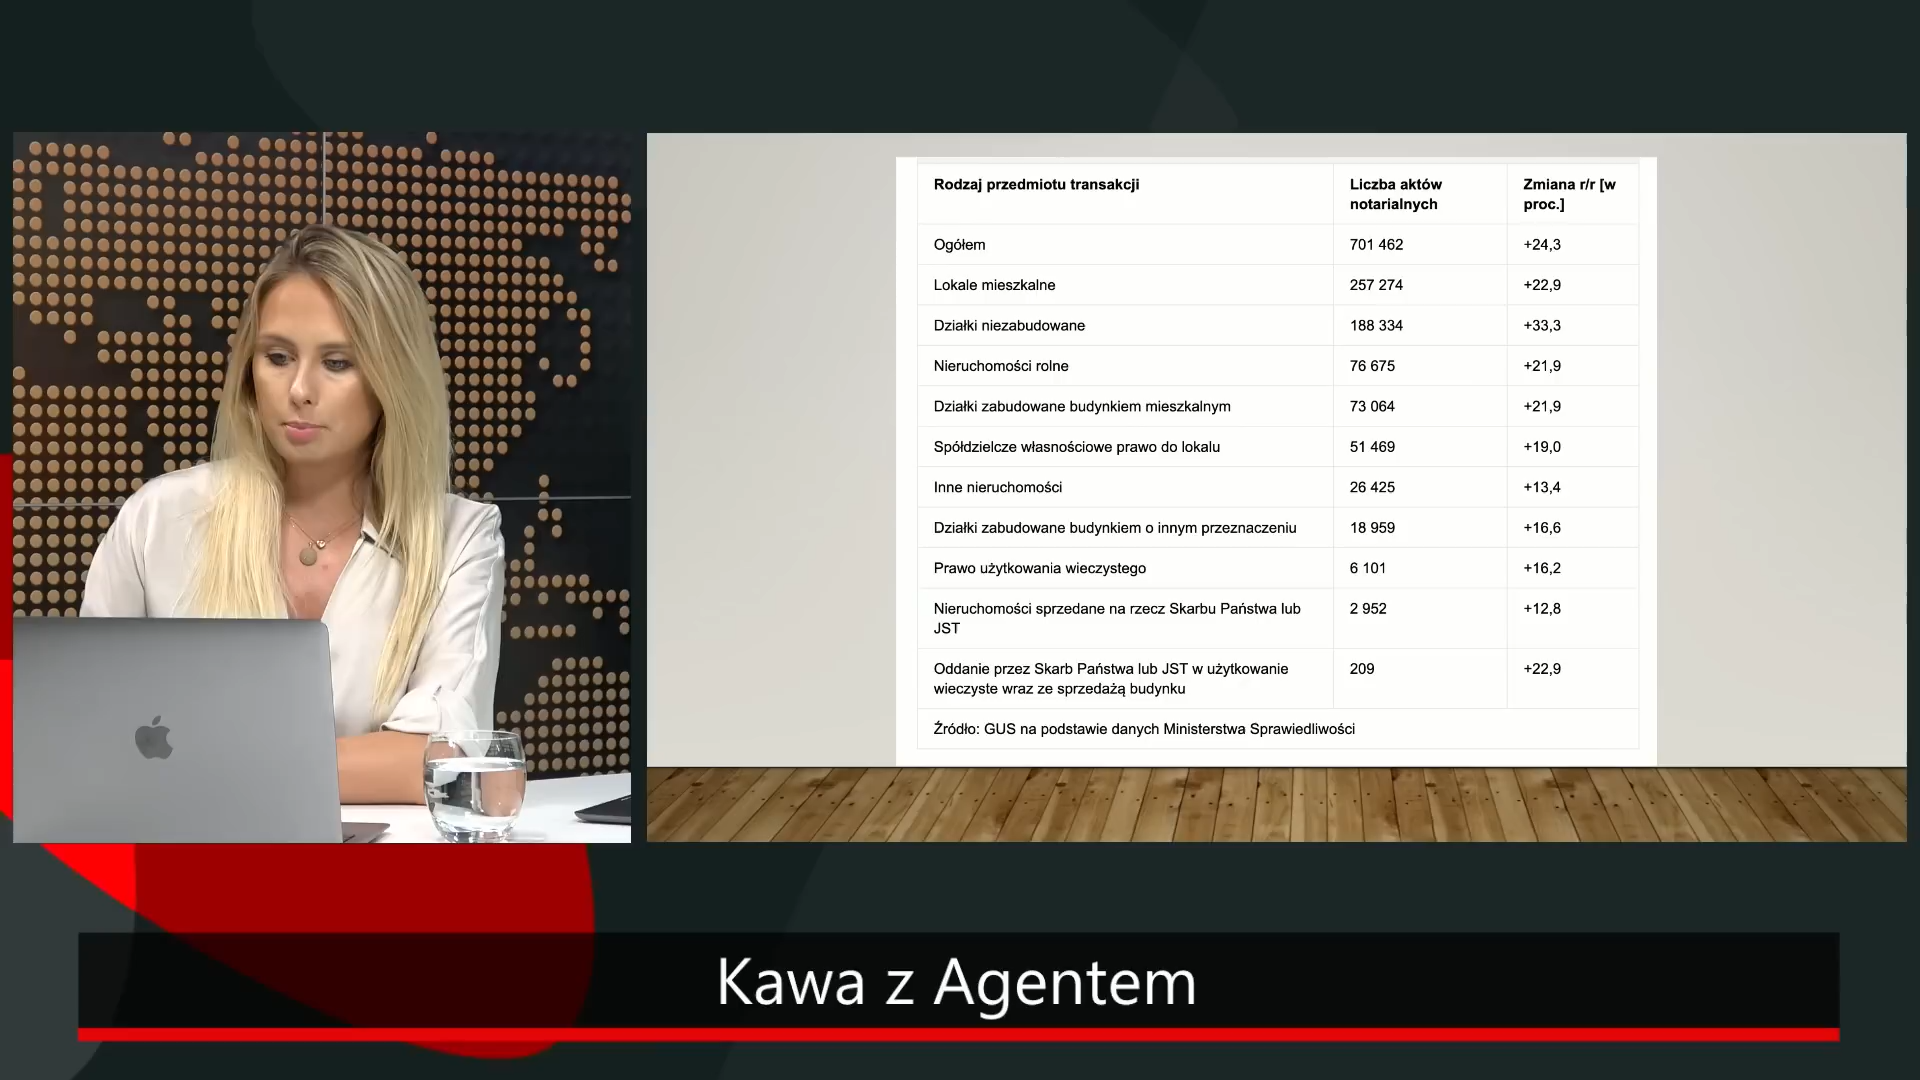 Rodzaj przedmiotu transakcji Liczba aktów Zmiana r/r [w
notarialnych proc.]
Ogółem 701 462 +24,3
Lokale mieszkalne 257 274 +22,9
Działki niezabudowane 188 334 +33,3
Nieruchomości rolne 76 675 +21,9
Działki zabudowane budynkiem mieszkalnym 73 064 +21,9
Spółdzielcze własnościowe prawo do lokalu 51 469 +19,0
Inne nieruchomości 26 425 +13,4
Działki zabudowane budynkiem o innym przeznaczeniu 18 959 +16,6
Prawo użytkowania wieczystego 6 101 +16,2
Nieruchomości sprzedane na rzecz Skarbu Państwa lub 2 952 +12,8
JST
Oddanie przez Skarb Państwa lub JST w użytkowanie 209 +22,9
wieczyste wraz ze sprzedażą budynku
Źródło: GUS na podstawie danych Ministerstwa Sprawiedliwości
Kawa z Agentem